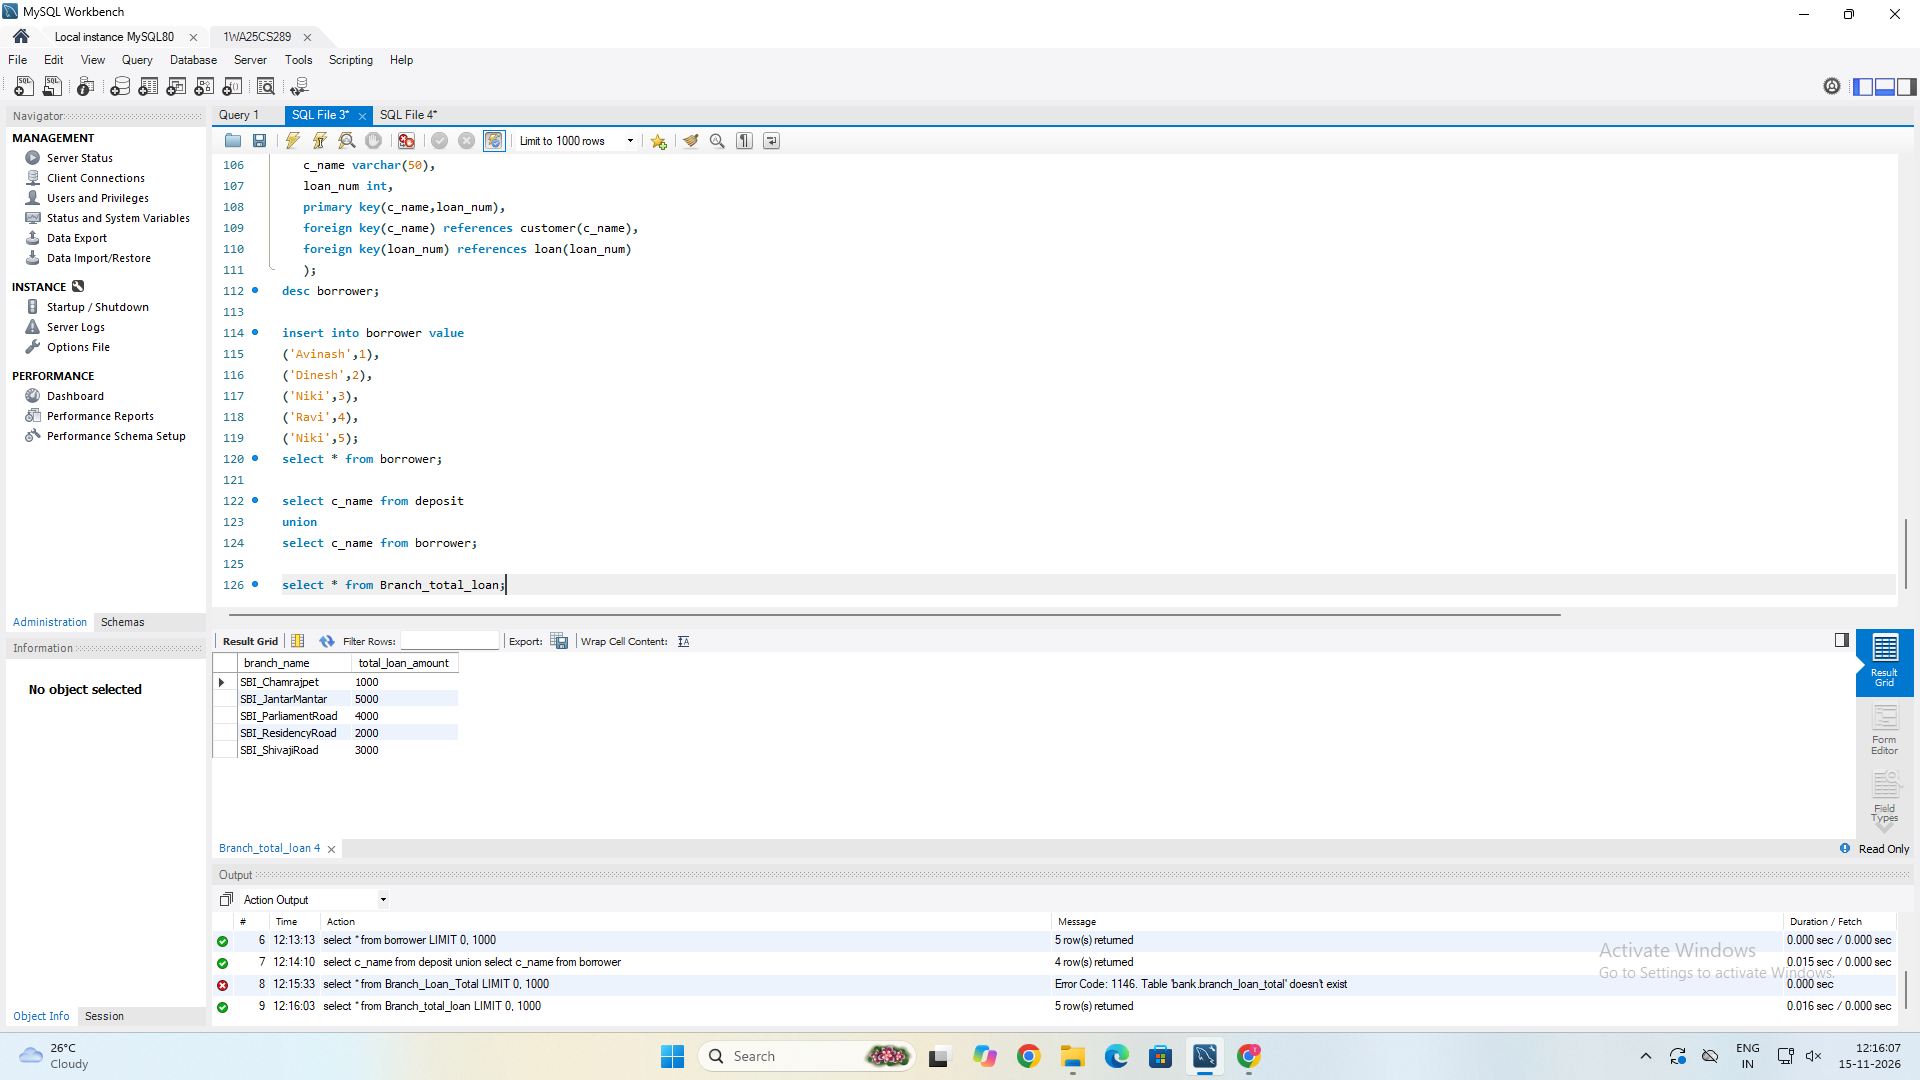 MySQL Workbench
Local instance MySQL80
1WA25CS289
File Edit View Query Database Server Tools Scripting Help
Navigator
MANAGEMENT
Server Status
Client Connections
Users and Privileges
Status and System Variables
Data Export
Data Import/Restore
INSTANCE
Startup / Shutdown
Server Logs
Options File
PERFORMANCE
Dashboard
Performance Reports
Performance Schema Setup
Administration Schemas
Information
No object selected
Object Info Session
Query 1 SQL File 3* SQL File 4*
Limit to 1000 rows
106 c_name varchar(50),
107 loan_num int,
108 primary key(c_name,loan_num),
109 foreign key(c_name) references customer(c_name),
110 foreign key(loan_num) references loan(loan_num)
111 );
112 desc borrower;
113
114 insert into borrower value
115 ('Avinash',1),
116 ('Dinesh',2),
117 ('Niki',3),
118 ('Ravi',4),
119 ('Niki',5);
120 select * from borrower;
121
122 select c_name from deposit
123 union
124 select c_name from borrower;
125
126 select * from Branch_total_loan;
Result Grid Filter Rows: Export: Wrap Cell Content:
branch_name total_loan_amount
SBI_Chamrajpet 1000
SBI_JantarMantar 5000
SBI_ParliamentRoad 4000
SBI_ResidencyRoad 2000
SBI_ShivajiRoad 3000
Result
Grid
Form
Editor
Field
Types
Branch_total_loan 4
Read Only
Output
Action Output
# Time Action Message Duration / Fetch
6 12:13:13 select * from borrower LIMIT 0, 1000 5 row(s) returned 0.000 sec / 0.000 sec
7 12:14:10 select c_name from deposit union select c_name from borrower 4 row(s) returned 0.015 sec / 0.000 sec
8 12:15:33 select * from Branch_Loan_Total LIMIT 0, 1000 Error Code: 1146. Table 'bank.branch_loan_total' doesn't exist 0.000 sec
9 12:16:03 select * from Branch_total_loan LIMIT 0, 1000 5 row(s) returned 0.016 sec / 0.000 sec
Activate Windows
Go to Settings to activate Windows.
26°C
Cloudy
Search
ENG
IN
12:16:07
15-11-2026